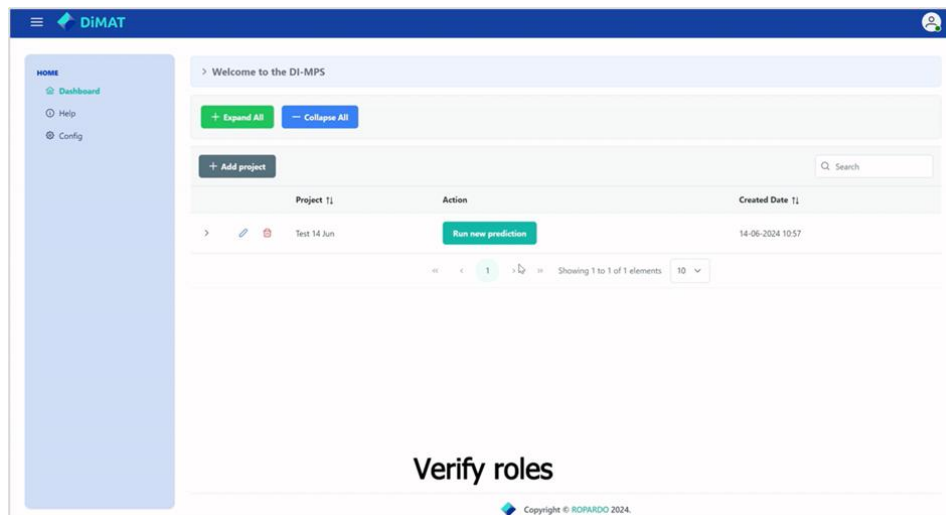 DiMAT
HOME
Dashboard
Help
Config
> Welcome to the DI-MPS
+ Expand All
— Collapse All
+ Add project
Search
Project ↑↓ Action Created Date ↑↓
> Test 14 Jun Run new prediction 14-06-2024 10:57
« ‹ 1 › » Showing 1 to 1 of 1 elements 10
Verify roles
Copyright © ROPARDO 2024.